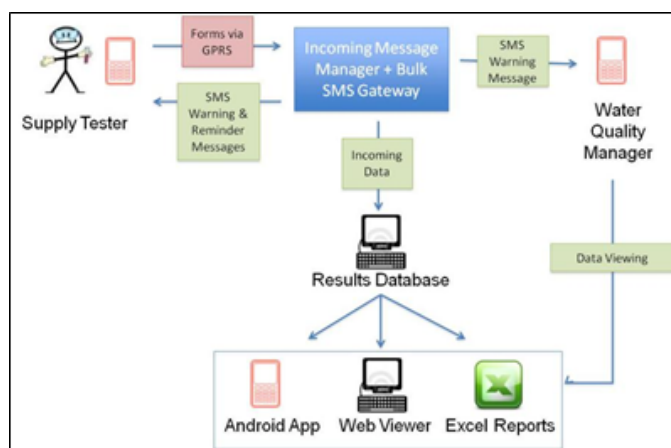 Forms via
GPRS
Incoming Message
Manager + Bulk
SMS Gateway
SMS
Warning
Message
Supply Tester
SMS
Warning &
Reminder
Messages
Water
Quality
Manager
Incoming
Data
Data Viewing
Results Database
Android App
Web Viewer
Excel Reports